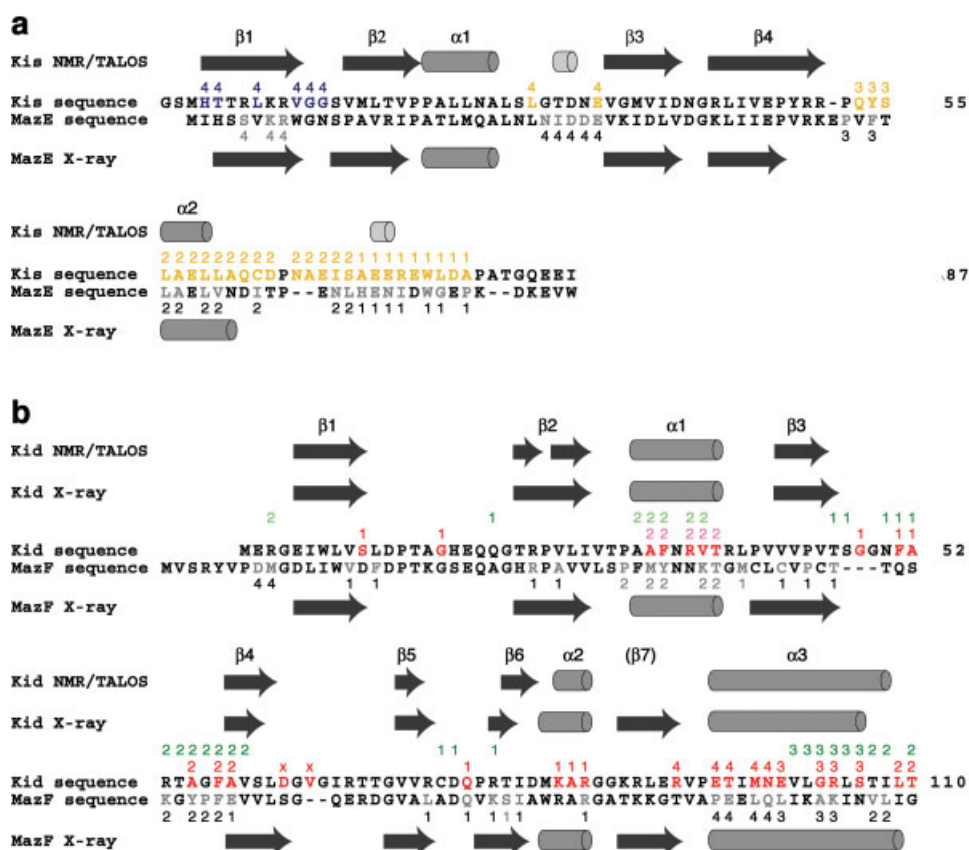 a
β1 β2 α1 β3 β4
Kis NMR/TALOS
4 4 4 4 4 4 4 4 3 3 3
Kis sequence GSMHTTRLKRVGGSVMLTVPPALLNALSLGTDNEVGMVIDNGRLIVEPYRR-PQYS 55
MazE sequence MIHSSVKRWGNSPAVRIPATLMQALNLNIDDEVKIDLVDGKLIIEPVRKEPVFT
4 4 4 4 4 4 4 4 3 3
MazE X-ray
α2
Kis NMR/TALOS
2 2 2 2 2 2 2 2 2 2 2 2 2 2 2 1 1 1 1 1 1 1 1 1
Kis sequence LAELLAQCDPNAEISAEEREWLDAPATGQEEI 87
MazE sequence LAELVNDITP--ENLHENIDWGEPK--DKEVW
2 2 2 2 2 2 2 1 1 1 1 1 1
MazE X-ray
b
β1 β2 α1 β3
Kid NMR/TALOS
Kid X-ray
2 1 2 2 2 2 2 1 1 1 1 1
1 1 2 2 2 2 2 1 1 1
Kid sequence MERGEIWLVSLDPTAGHEQQGTRPVLIVTPAAFNRVTRLPVVVPVTSGGNFA 52
MazF sequence MVSRYVPDMGDLIWVDFDPTKGSEQAGHRPAVVLSPFMYNNKTGMCLCVPCT---TQS
4 4 1 1 1 1 2 2 2 2 2 1 1 1 1
MazF X-ray
β4 β5 β6 α2 (β7) α3
Kid NMR/TALOS
Kid X-ray
2 2 2 2 2 2 2 1 1 1 3 3 3 3 3 3 2 2 2
2 2 2 x x 1 1 1 1 4 4 4 4 4 3 3 3 2 2
Kid sequence RTAGFAVSLDGVGIRTTGVVRCDQPRTIDMKARGGKRLERVPETIMNEVLGRLSTILT 110
MazF sequence KGYPFEVVLSG--QERDGVALADQVKSIAWRARGATKKGTVAPEELQLIKAKINVLIG
2 2 2 2 1 1 1 1 1 1 4 4 4 4 4 3 3 3 2 2
MazF X-ray